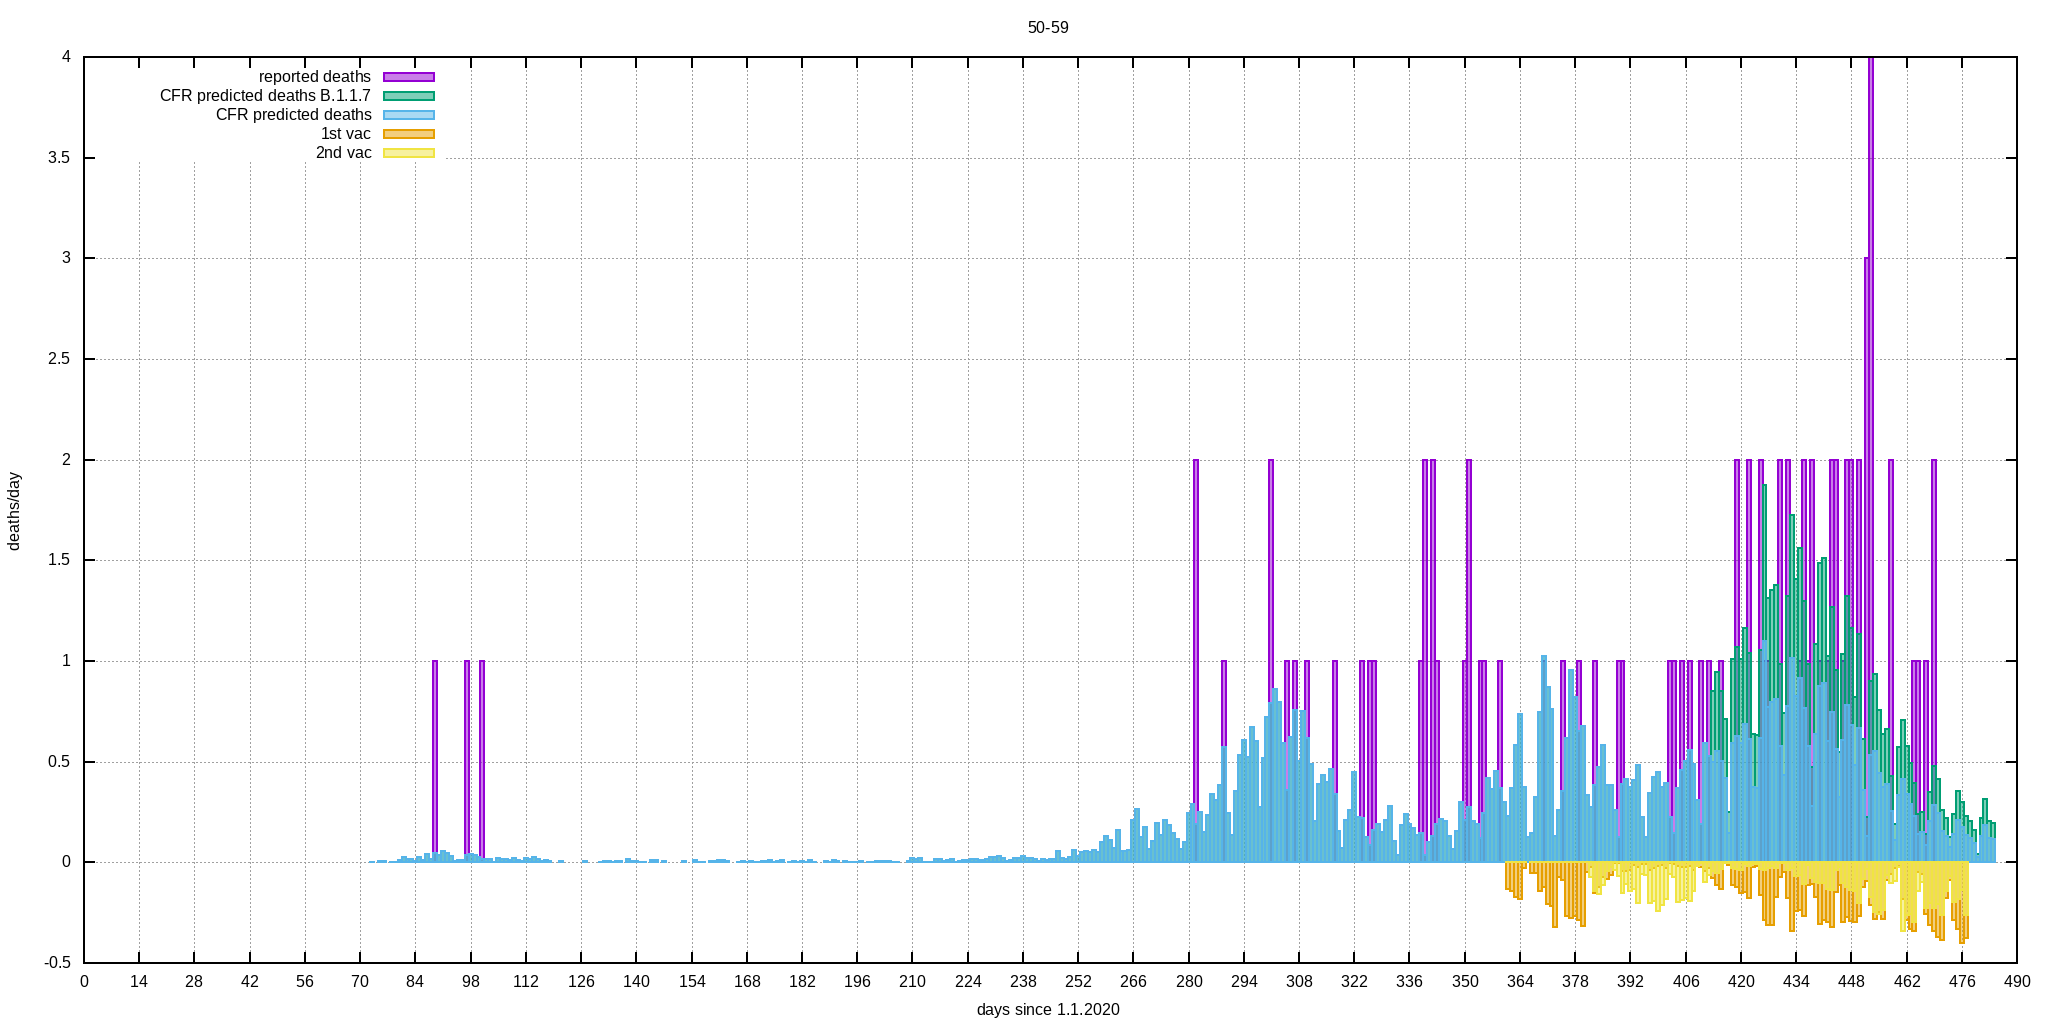 50-59
4
3.5
3
2.5
2
1.5
1
0.5
0
-0.5
deaths/day
reported deaths
CFR predicted deaths B.1.1.7
CFR predicted deaths
1st vac
2nd vac
0 14 28 42 56 70 84 98 112 126 140 154 168 182 196 210 224 238 252 266 280 294 308 322 336 350 364 378 392 406 420 434 448 462 476 490
days since 1.1.2020